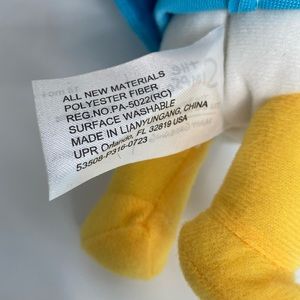 ALL NEW MATERIALS
POLYESTER FIBER
REG.NO.PA-5022(RC)
SURFACE WASHABLE
MADE IN LIANYUNGANG, CHINA
UPR Orlando, FL 32819 USA
53508-P316-0723